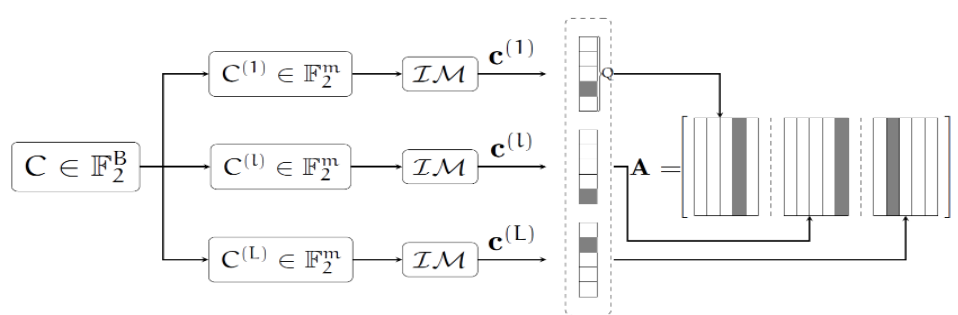 C ∈ 𝔽₂ᴮ
C⁽¹⁾ ∈ 𝔽₂ᵐ
ℐℳ
c⁽¹⁾
Q
C⁽ˡ⁾ ∈ 𝔽₂ᵐ
ℐℳ
c⁽ˡ⁾
A =
C⁽ᴸ⁾ ∈ 𝔽₂ᵐ
ℐℳ
c⁽ᴸ⁾